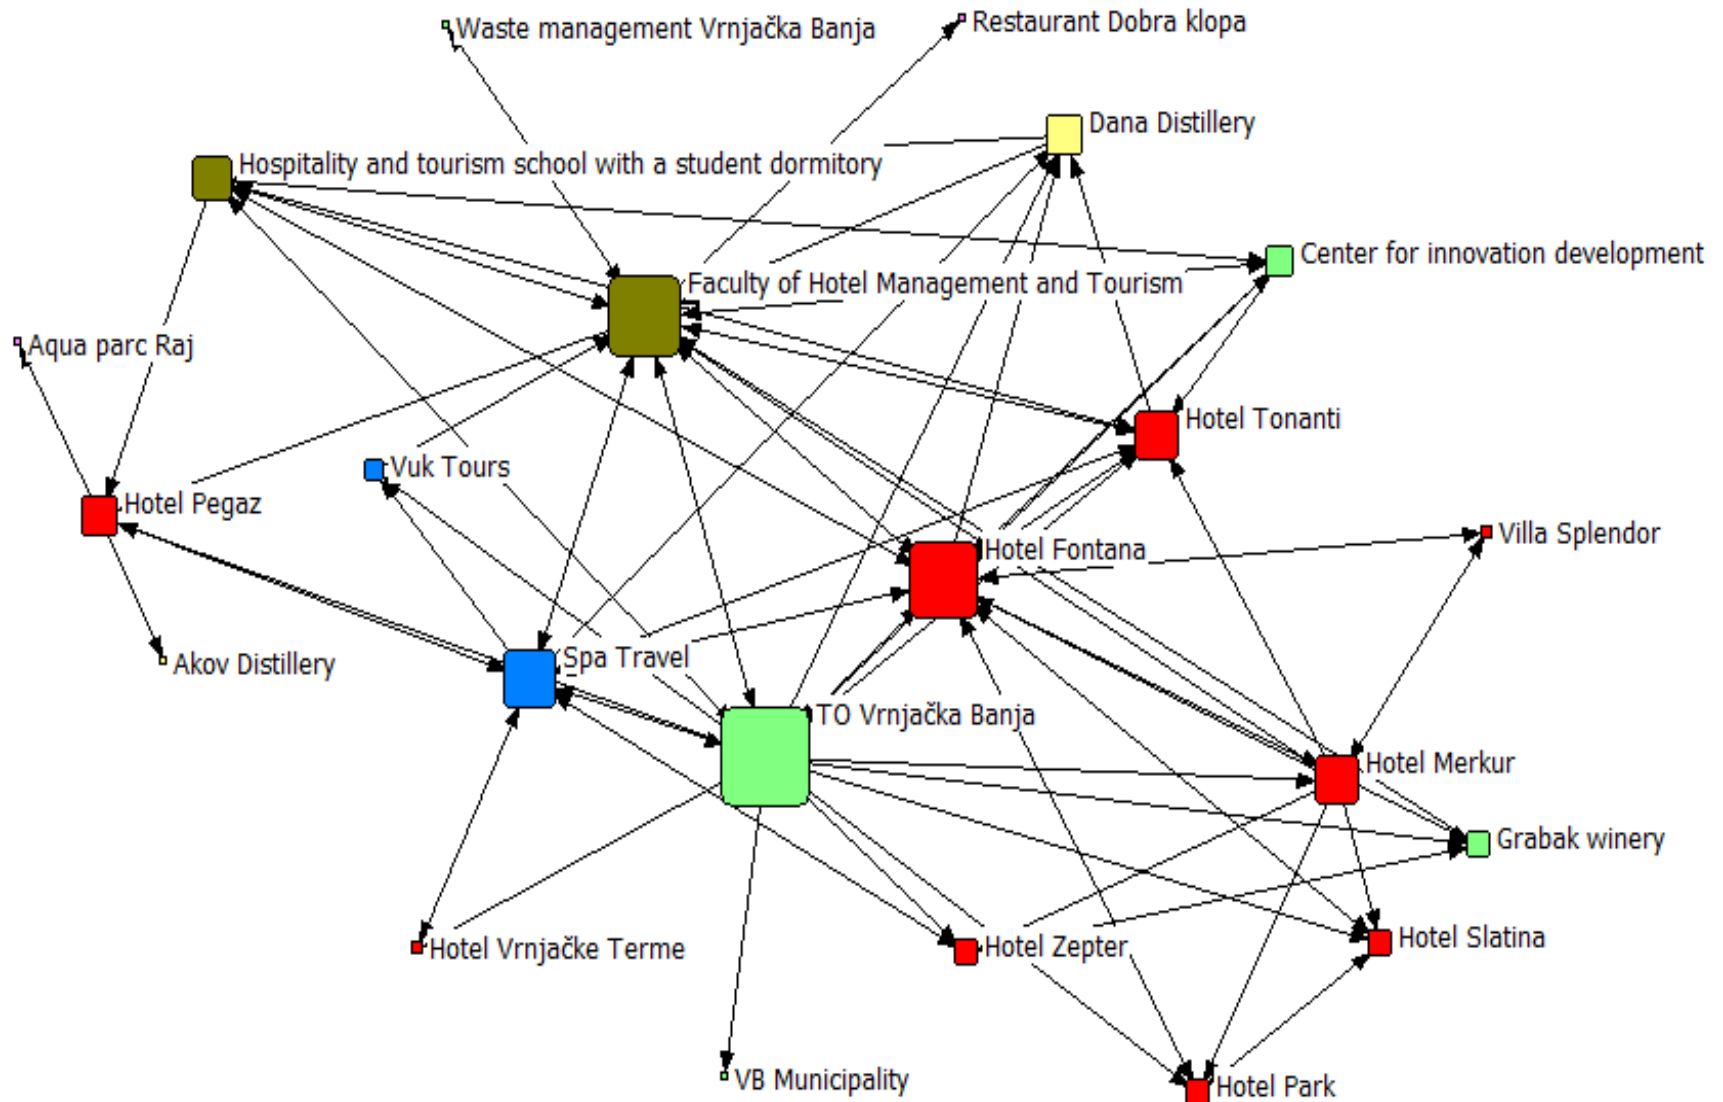 Restaurant Dobra klopa
Waste management Vrnjačka Banja
Dana Distillery
Hospitality and tourism school with a student dormitory
Center for innovation development
Faculty of Hotel Management and Tourism
Aqua parc Raj
Hotel Tonanti
Vuk Tours
Hotel Pegaz
Villa Splendor
Hotel Fontana
Spa Travel
Akov Distillery
TO Vrnjačka Banja
Hotel Merkur
Grabak winery
Hotel Slatina
Hotel Zepter
Hotel Vrnjačke Terme
VB Municipality
Hotel Park